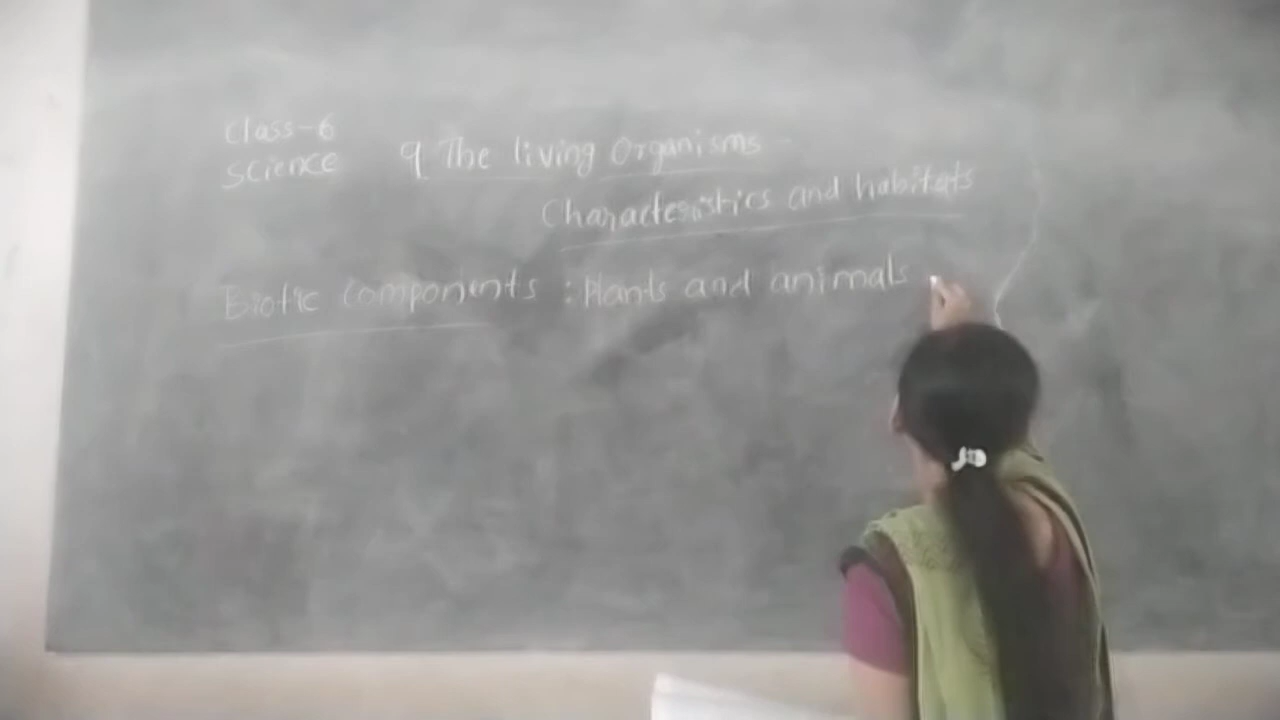 Class-6
Science
9 The living Organisms -
Characteristics and habitats
Biotic components : Plants and animals